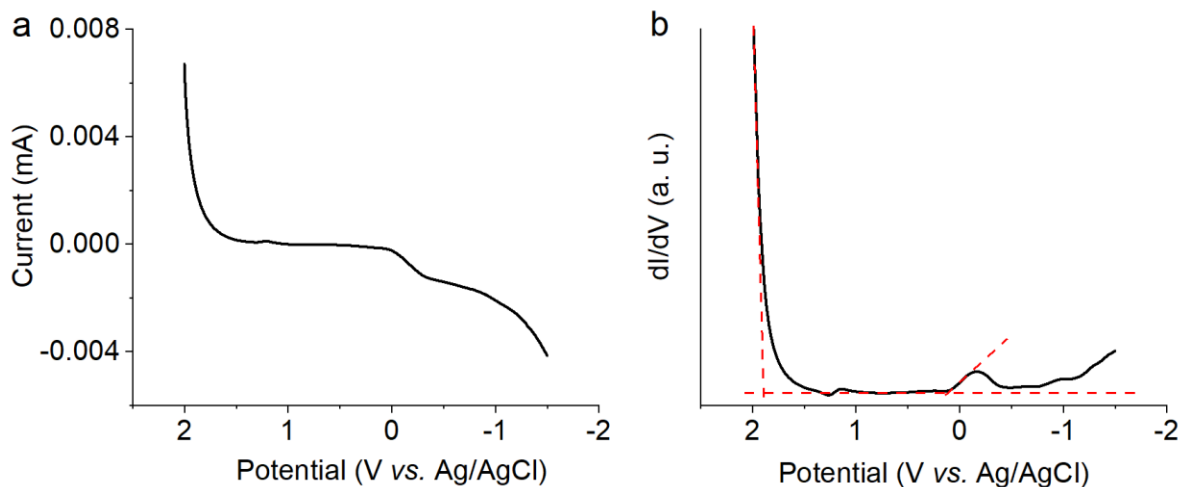 a
0.008
0.004
0.000
-0.004
Current (mA)
2 1 0 -1 -2
Potential (V vs. Ag/AgCl)
b
dI/dV (a. u.)
2 1 0 -1 -2
Potential (V vs. Ag/AgCl)